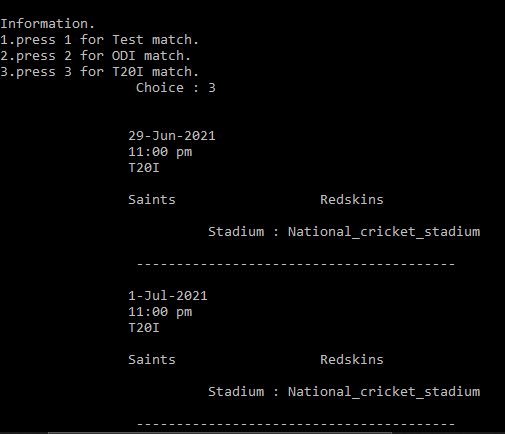 Information.
1.press 1 for Test match.
2.press 2 for ODI match.
3.press 3 for T20I match.
Choice : 3
29-Jun-2021
11:00 pm
T20I
Saints Redskins
Stadium : National_cricket_stadium
----------------------------------------
1-Jul-2021
11:00 pm
T20I
Saints Redskins
Stadium : National_cricket_stadium
----------------------------------------